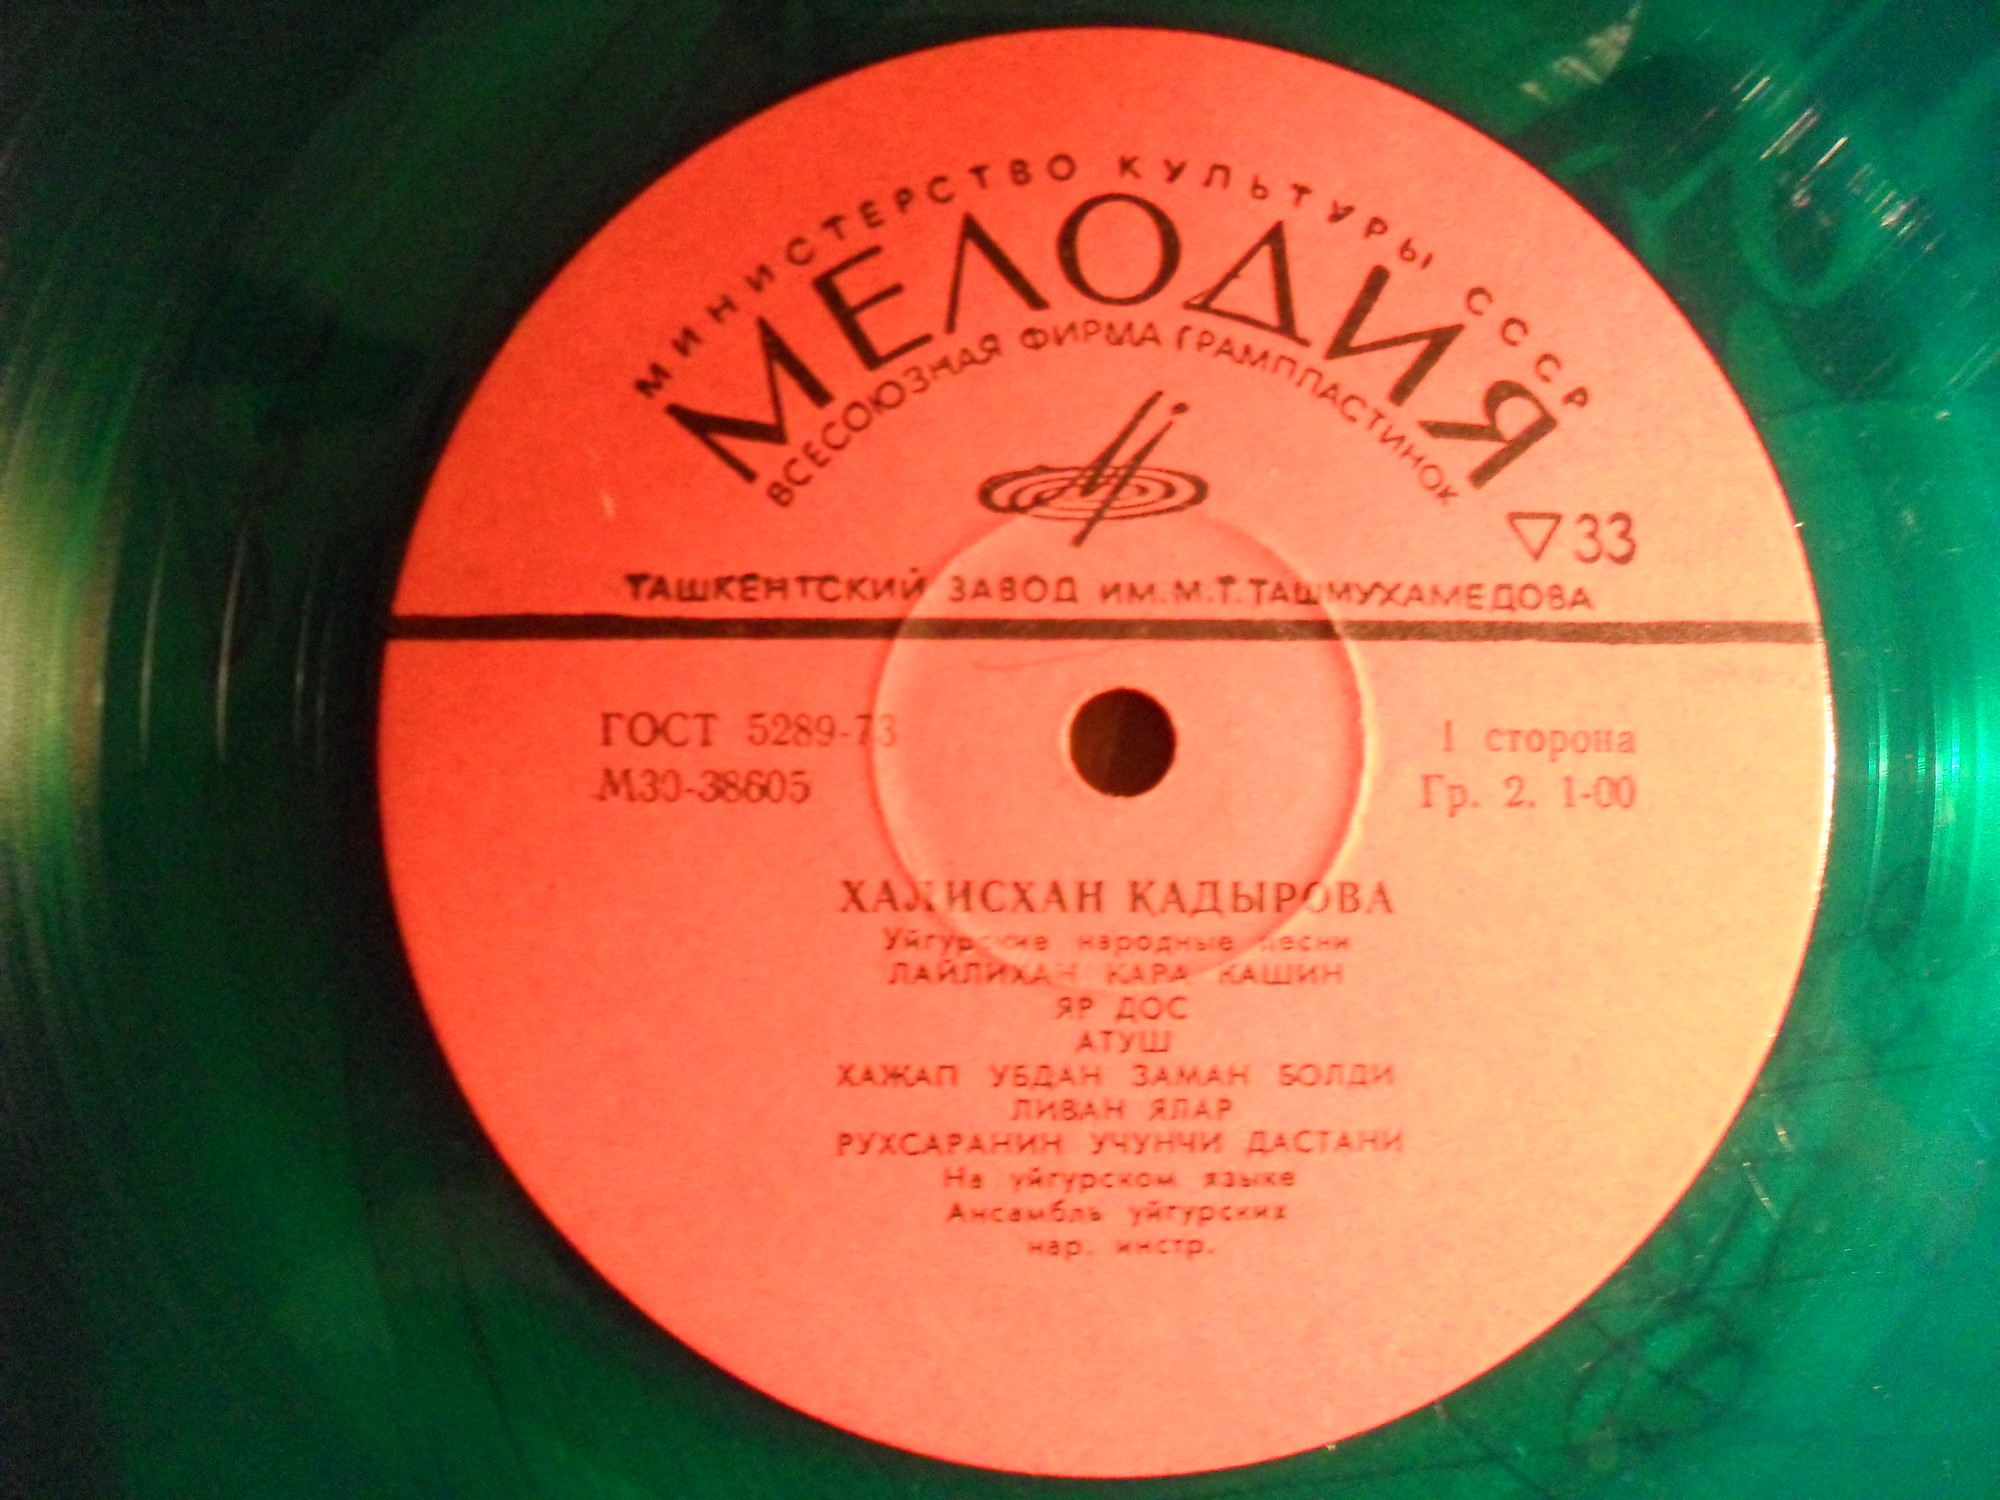 МИНИСТЕРСТВО КУЛЬТУРЫ СССР
МЕЛОДИЯ
ВСЕСОЮЗНАЯ ФИРМА ГРАМПЛАСТИНОК
▽33
ТАШКЕНТСКИЙ ЗАВОД ИМ.М.Т.ТАШМУХАМЕДОВА
ГОСТ 5289-73
М30-38605
1 сторона
Гр. 2. 1-00
ХАЛИСХАН КАДЫРОВА
Уйгурские народные песни
ЛАЙЛИХАН КАРА КАШИН
ЯР ДОС
АТУШ
ХАЖАП УБДАН ЗАМАН БОЛДИ
ЛИВАН ЯЛАР
РУХСАРАНИН УЧУНЧИ ДАСТАНИ
На уйгурском языке
Ансамбль уйгурских
нар. инстр.